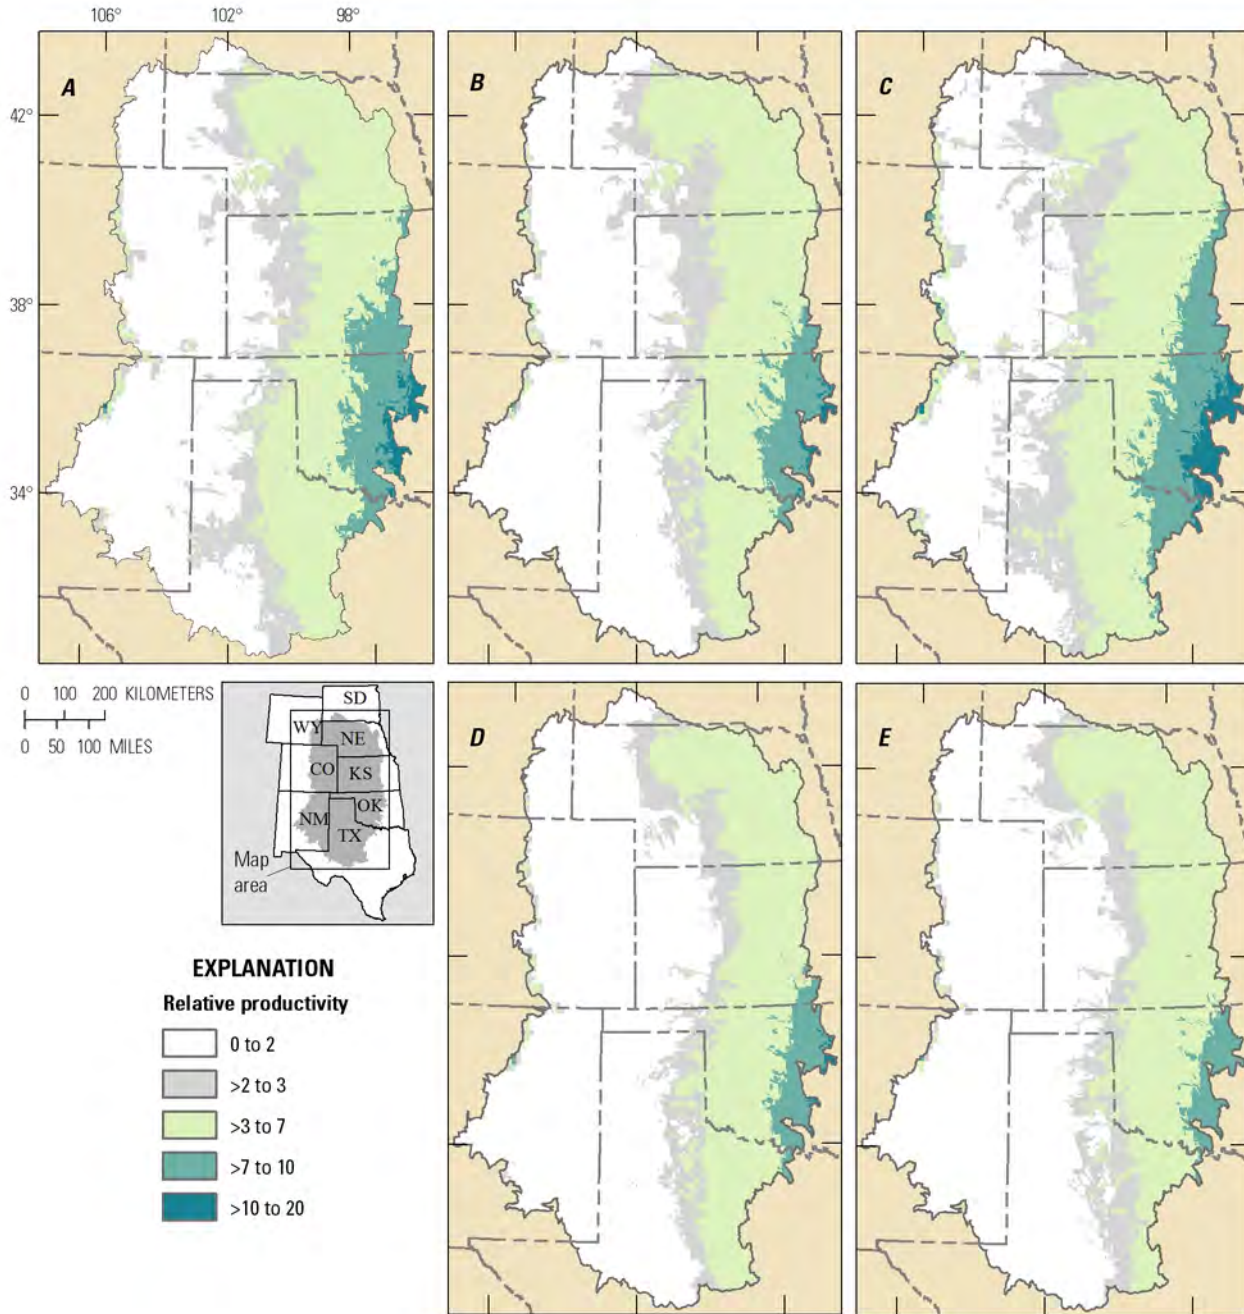 106° 102° 98°
A
B
C
42°
38°
34°
0 100 200 KILOMETERS
0 50 100 MILES
SD
WY
NE
CO
KS
OK
NM
TX
Map
area
D
E
EXPLANATION
Relative productivity
0 to 2
>2 to 3
>3 to 7
>7 to 10
>10 to 20